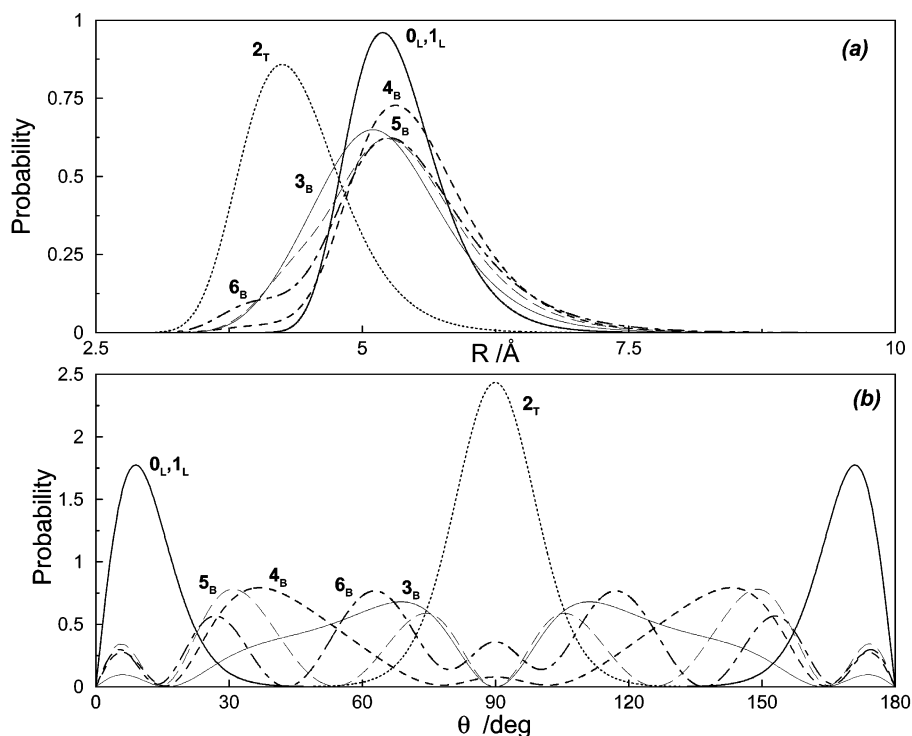 1
(a)
0L,1L
2T
4B
0.75
5B
Probability
0.5
3B
0.25
6B
0
2.5 5 7.5 10
R /Å
2.5
(b)
2T
2
0L,1L
1.5
Probability
1
5B 4B 6B 3B
0.5
0
0 30 60 90 120 150 180
θ /deg